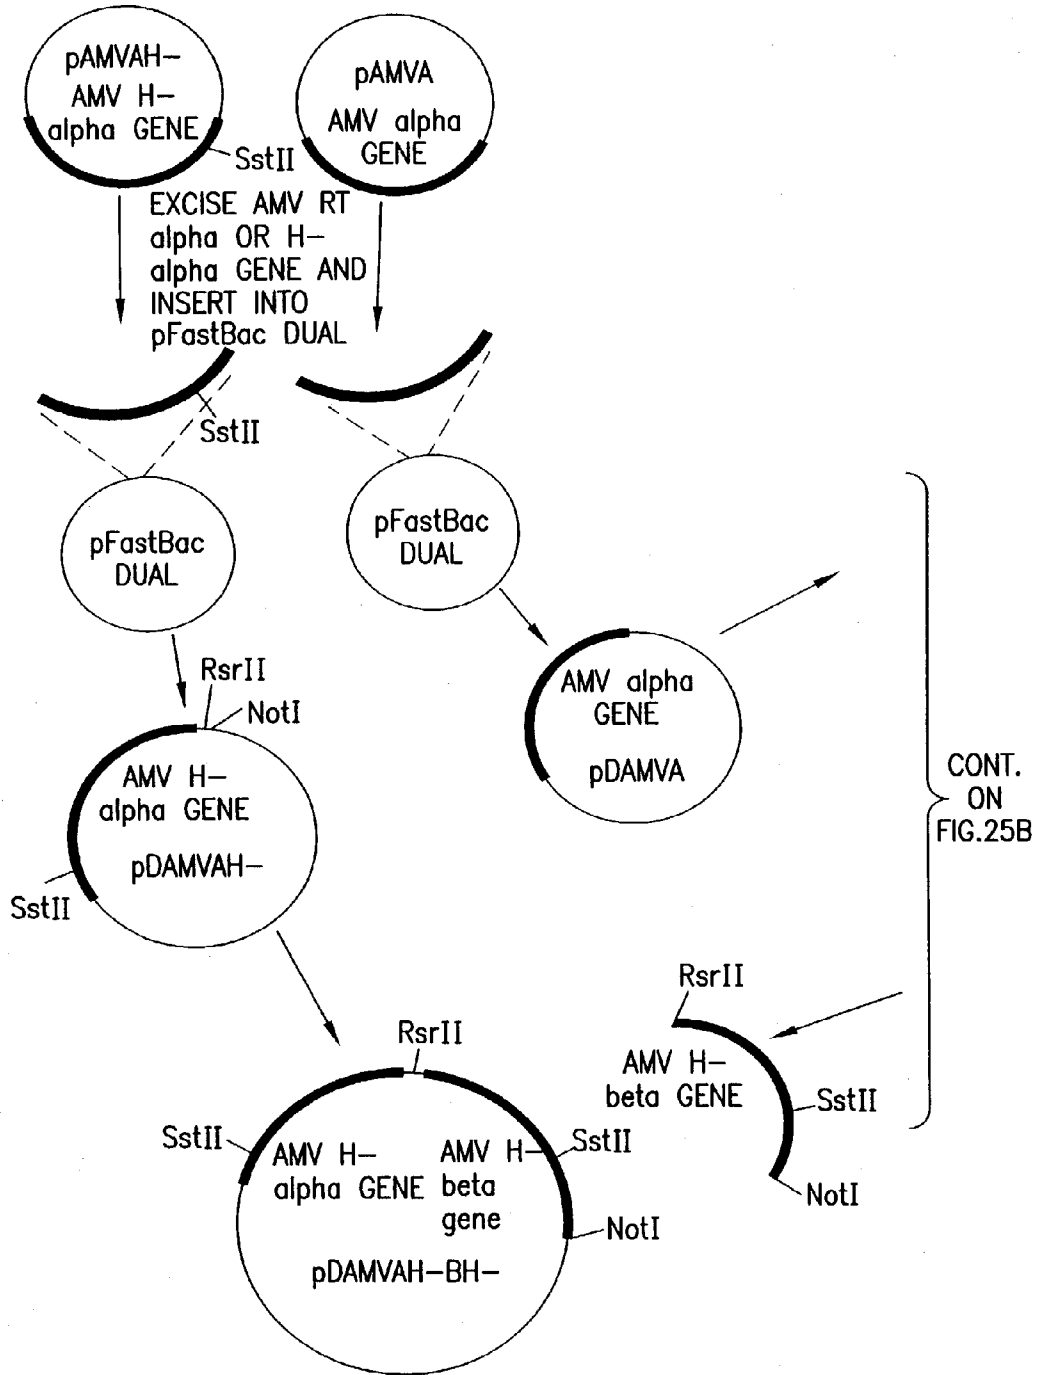 pAMVAH-
AMV H-
alpha GENE
SstII
pAMVA
AMV alpha
GENE
EXCISE AMV RT
alpha OR H-
alpha GENE AND
INSERT INTO
pFastBac DUAL
SstII
pFastBac
DUAL
pFastBac
DUAL
RsrII
NotI
AMV H-
alpha GENE
pDAMVAH-
SstII
AMV alpha
GENE
pDAMVA
CONT.
ON
FIG.25B
RsrII
AMV H-
beta GENE
SstII
NotI
RsrII
SstII
AMV H-
alpha GENE
AMV H-
beta
gene
SstII
NotI
pDAMVAH-BH-